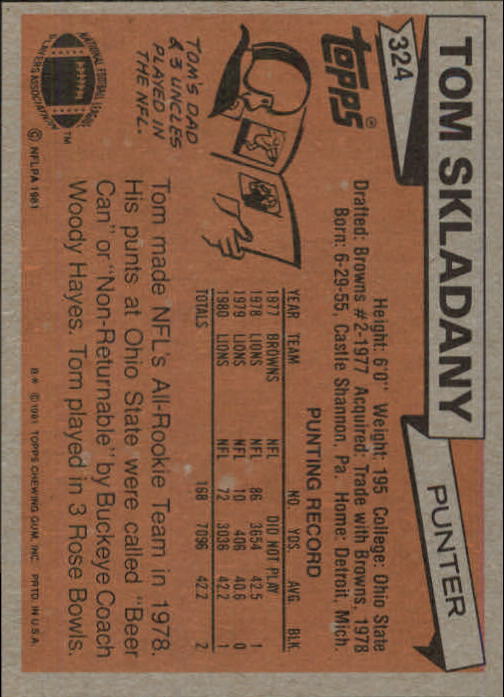 TOM SKLADANY
PUNTER
324
topps®
Height: 6'0" Weight: 195 College: Ohio State
Drafted: Browns #2-1977 Acquired: Trade with Browns, 1978
Born: 6-29-55, Castle Shannon, Pa. Home: Detroit, Mich.
PUNTING RECORD
YEAR TEAM NO. YDS. AVG. BLK.
1977 BROWNS NFL DID NOT PLAY
1978 LIONS NFL 86 3654 42.5 1
1979 LIONS NFL 10 406 40.6 0
1980 LIONS NFL 72 3036 42.2 1
TOTALS 168 7096 42.2 2
TOM'S DAD
& 3 UNCLES
PLAYED IN
THE NFL.
Tom made NFL's All-Rookie Team in 1978.
His punts at Ohio State were called "Beer
Can" or "Non-Returnable" by Buckeye Coach
Woody Hayes. Tom played in 3 Rose Bowls.
NATIONAL FOOTBALL LEAGUE
PLAYERS ASSOCIATION
TM
© NFLPA 1981
B* © 1981 TOPPS CHEWING GUM, INC. PRTD IN U.S.A.